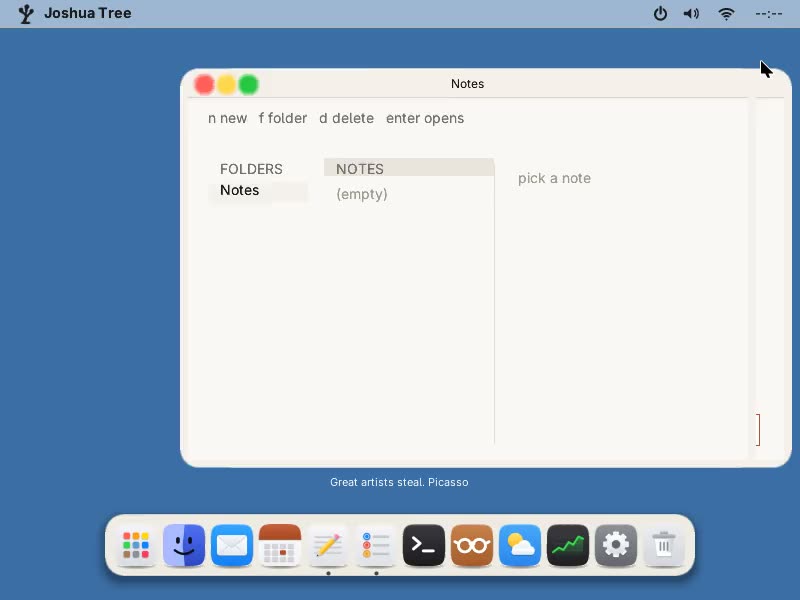 Joshua Tree --:--
Notes
n new f folder d delete enter opens
FOLDERS NOTES pick a note
Notes (empty)
Great artists steal. Picasso